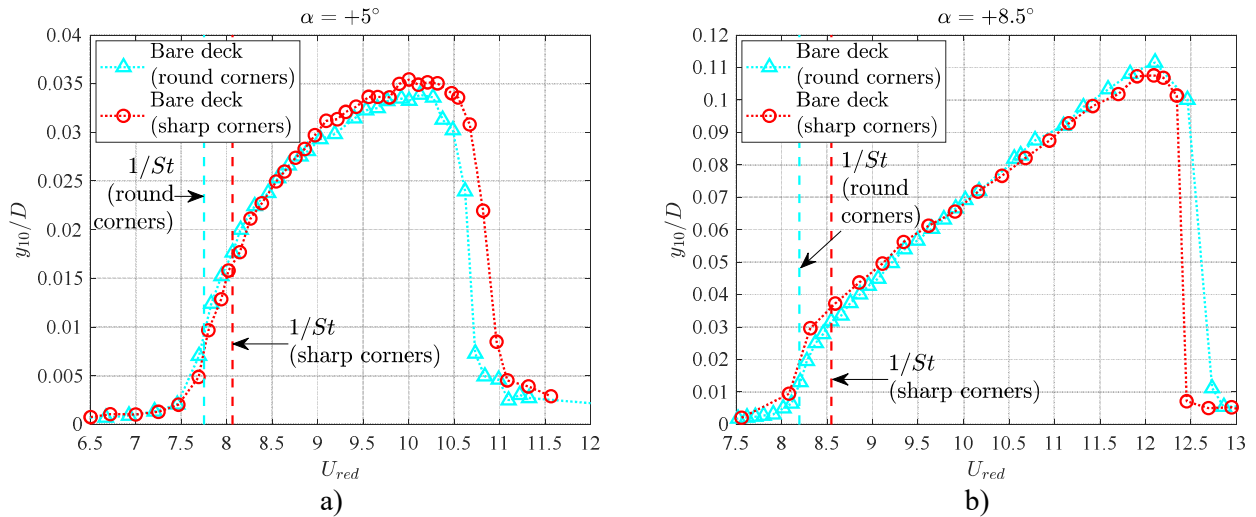 α = +5°
0.04
0.035
0.03
0.025
0.02
0.015
0.01
0.005
0
y₁₀/D
Bare deck
(round corners)
Bare deck
(sharp corners)
1/St
(round
corners)
1/St
(sharp corners)
6.5 7 7.5 8 8.5 9 9.5 10 10.5 11 11.5 12
U_red
a)
α = +8.5°
0.12
0.11
0.1
0.09
0.08
0.07
0.06
0.05
0.04
0.03
0.02
0.01
0
y₁₀/D
Bare deck
(round corners)
Bare deck
(sharp corners)
1/St
(round
corners)
1/St
(sharp corners)
7.5 8 8.5 9 9.5 10 10.5 11 11.5 12 12.5 13
U_red
b)